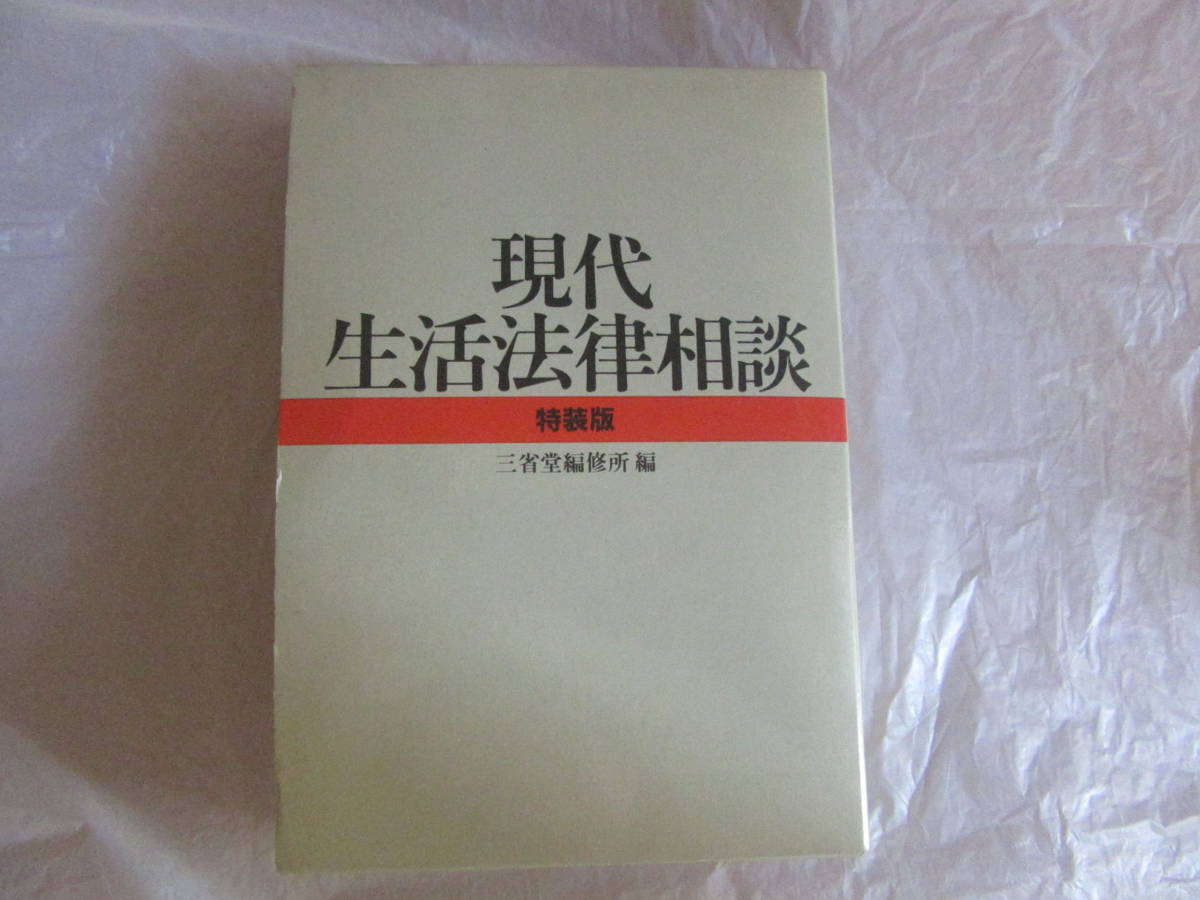 現代
生活法律相談
特装版
三省堂編修所 編